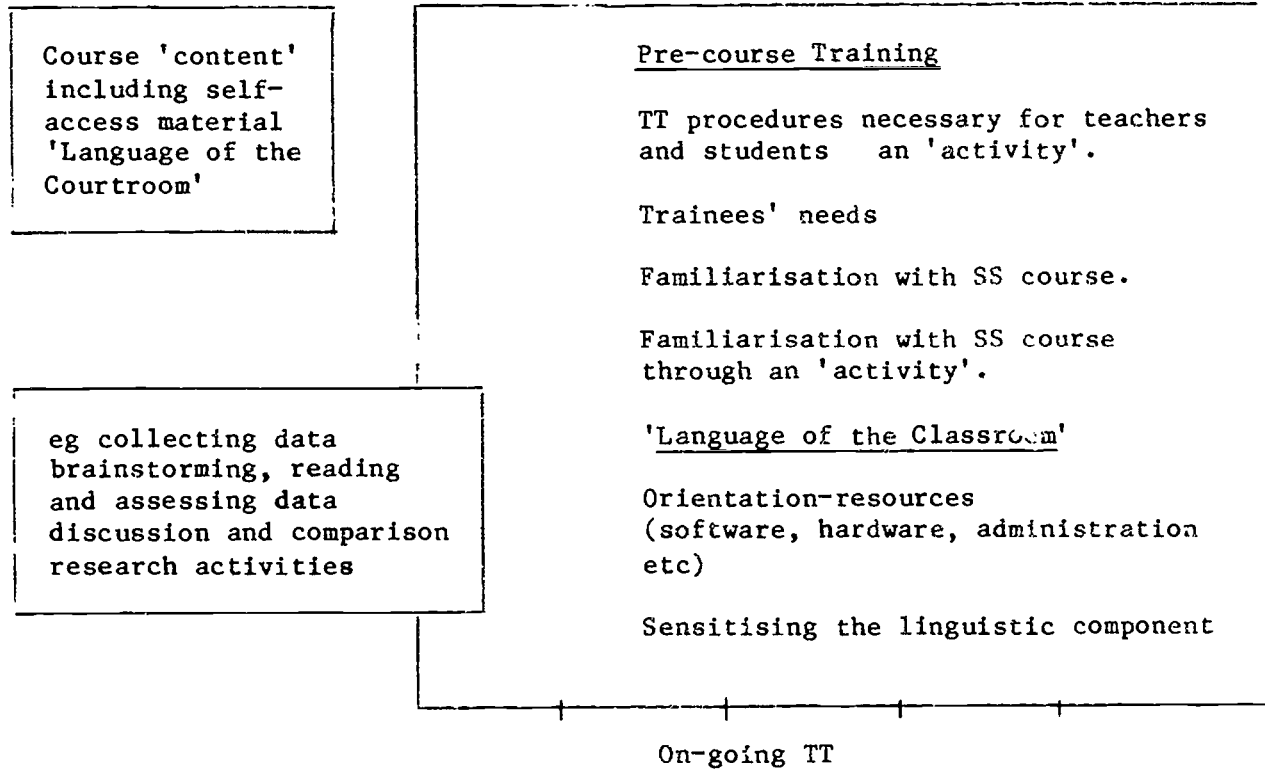 Course 'content'
including self-
access material
'Language of the
Courtroom'
eg collecting data
brainstorming, reading
and assessing data
discussion and comparison
research activities
Pre-course Training
TT procedures necessary for teachers
and students an 'activity'.
Trainees' needs
Familiarisation with SS course.
Familiarisation with SS course
through an 'activity'.
'Language of the Classroom'
Orientation-resources
(software, hardware, administration
etc)
Sensitising the linguistic component
On-going TT